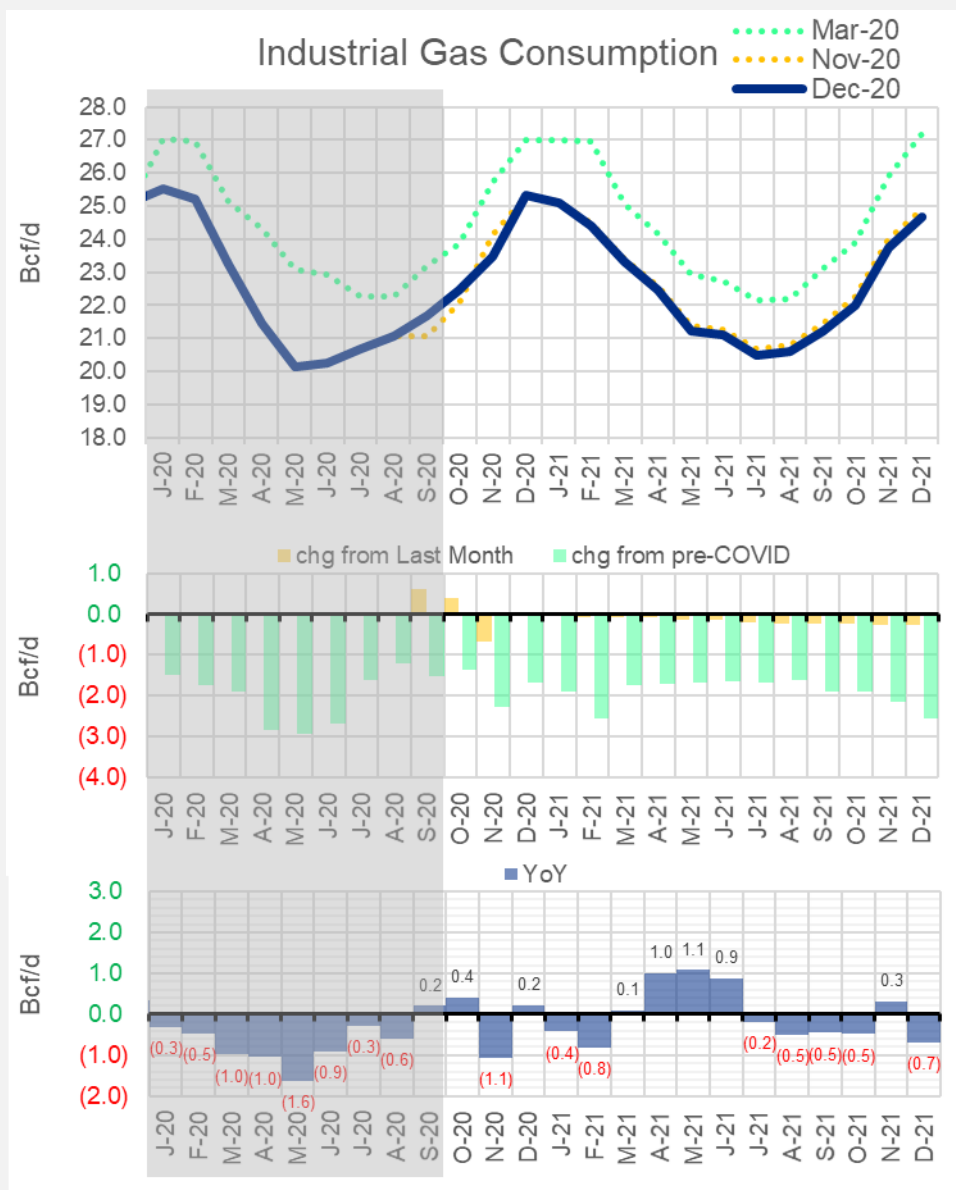 Industrial Gas Consumption
Mar-20
Nov-20
Dec-20
Bcf/d
28.0
27.0
26.0
25.0
24.0
23.0
22.0
21.0
20.0
19.0
18.0
J-20 F-20 M-20 A-20 M-20 J-20 J-20 A-20 S-20 O-20 N-20 D-20 J-21 F-21 M-21 A-21 M-21 J-21 J-21 A-21 S-21 O-21 N-21 D-21
chg from Last Month chg from pre-COVID
Bcf/d
1.0
0.0
(1.0)
(2.0)
(3.0)
(4.0)
J-20 F-20 M-20 A-20 M-20 J-20 J-20 A-20 S-20 O-20 N-20 D-20 J-21 F-21 M-21 A-21 M-21 J-21 J-21 A-21 S-21 O-21 N-21 D-21
YoY
Bcf/d
3.0
2.0
1.0
0.0
(1.0)
(2.0)
(0.3) (0.5) (1.0) (1.0) (1.6) (0.9) (0.3) (0.6) 0.2 0.4 (1.1) 0.2 (0.4) (0.8) 0.1 1.0 1.1 0.9 (0.2) (0.5) (0.5) (0.5) 0.3 (0.7)
J-20 F-20 M-20 A-20 M-20 J-20 J-20 A-20 S-20 O-20 N-20 D-20 J-21 F-21 M-21 A-21 M-21 J-21 J-21 A-21 S-21 O-21 N-21 D-21